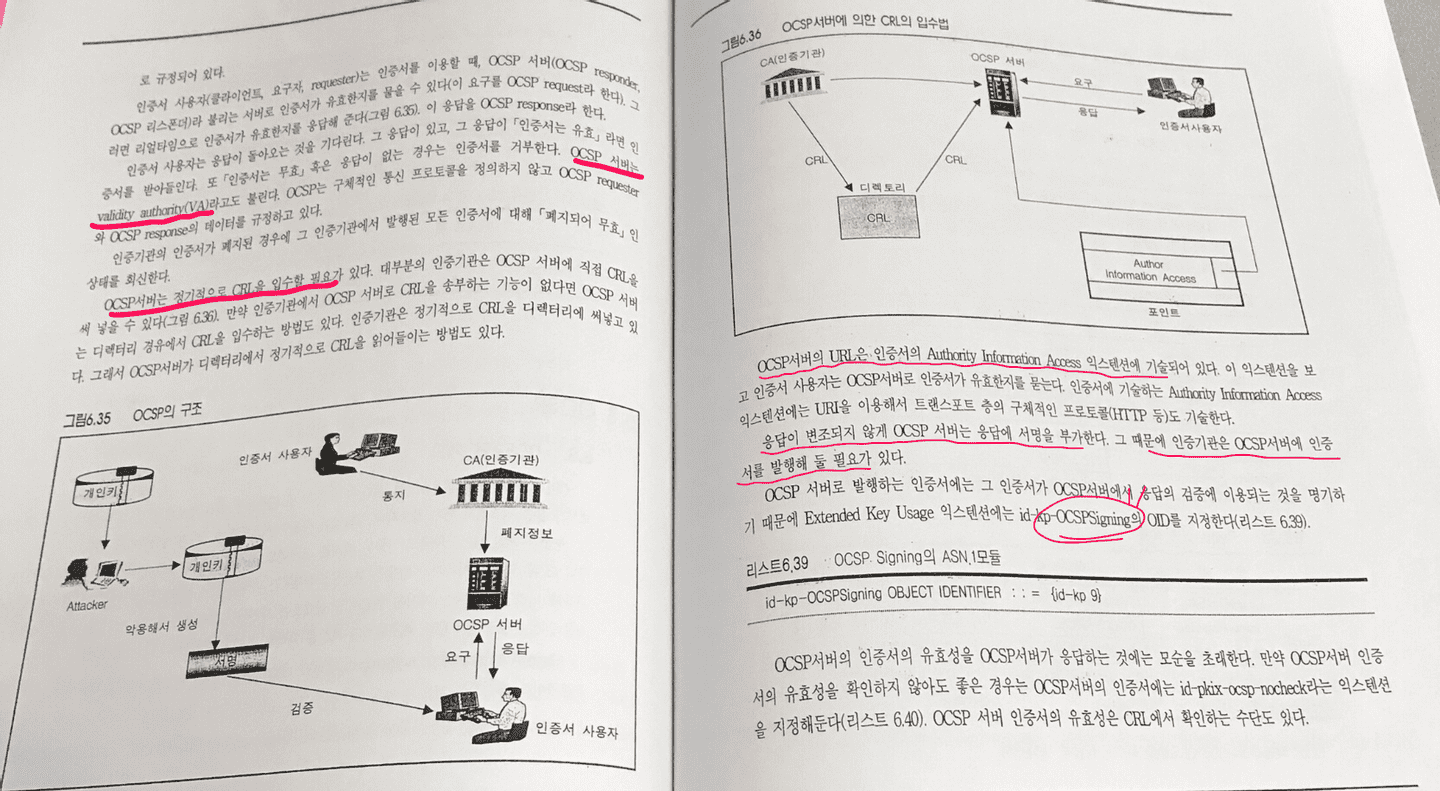 로 규정되어 있다.
인증서 사용자(클라이언트, 요구자, requester)는 인증서를 이용할 때, OCSP 서버(OCSP responder,
OCSP 리스폰더)라 불리는 서버로 인증서가 유효한지를 물을 수 있다(이 요구를 OCSP request라 한다). 그
러면 리얼타임으로 인증서가 유효한지를 응답해 준다(그림 6.35). 이 응답을 OCSP response라 한다.
인증서 사용자는 응답이 돌아오는 것을 기다린다. 그 응답이 있고, 그 응답이 「인증서는 유효」라면 인
증서를 받아들인다. 또 「인증서는 무효」 혹은 응답이 없는 경우는 인증서를 거부한다. OCSP 서버는
validity authority(VA)라고도 불린다. OCSP는 구체적인 통신 프로토콜을 정의하지 않고 OCSP requester
와 OCSP response의 데이터를 규정하고 있다.
인증기관의 인증서가 폐지된 경우에 그 인증기관에서 발행된 모든 인증서에 대해 「폐지되어 무효」인
상태를 회신한다.
OCSP서버는 정기적으로 CRL을 입수할 필요가 있다. 대부분의 인증기관은 OCSP 서버에 직접 CRL을
써 넣을 수 있다(그림 6.36). 만약 인증기관에서 OCSP 서버로 CRL을 송부하는 기능이 없다면 OCSP 서버
는 디렉터리 경유에서 CRL을 입수하는 방법도 있다. 인증기관은 정기적으로 CRL을 디렉터리에 써넣고 있
다. 그래서 OCSP서버가 디렉터리에서 정기적으로 CRL을 읽어들이는 방법도 있다.
그림6.35 OCSP의 구조
인증서 사용자
통지
CA(인증기관)
개인키
폐지정보
개인키
Attacker
악용해서 생성
OCSP 서버
서명
요구
응답
검증
인증서 사용자
그림6.36 OCSP서버에 의한 CRL의 입수법
CA(인증기관)
OCSP 서버
요구
응답
인증서사용자
CRL
CRL
디렉토리
CRL
Author
Information Access
포인트
OCSP서버의 URL은 인증서의 Authority Information Access 익스텐션에 기술되어 있다. 이 익스텐션을 보
고 인증서 사용자는 OCSP서버로 인증서가 유효한지를 묻는다. 인증서에 기술하는 Authority Information Access
익스텐션에는 URI을 이용해서 트랜스포트 층의 구체적인 프로토콜(HTTP 등)도 기술한다.
응답이 변조되지 않게 OCSP 서버는 응답에 서명을 부가한다. 그 때문에 인증기관은 OCSP서버에 인증
서를 발행해 둘 필요가 있다.
OCSP 서버로 발행하는 인증서에는 그 인증서가 OCSP서버에서 응답의 검증에 이용되는 것을 명기하
기 때문에 Extended Key Usage 익스텐션에는 id-kp-OCSPSigning의 OID를 지정한다(리스트 6.39).
리스트6.39 OCSP Signing의 ASN.1모듈
id-kp-OCSPSigning OBJECT IDENTIFIER ::= {id-kp 9}
OCSP서버의 인증서의 유효성을 OCSP서버가 응답하는 것에는 모순을 초래한다. 만약 OCSP서버 인증
서의 유효성을 확인하지 않아도 좋은 경우는 OCSP서버의 인증서에는 id-pkix-ocsp-nocheck라는 익스텐션
을 지정해둔다(리스트 6.40). OCSP 서버 인증서의 유효성은 CRL에서 확인하는 수단도 있다.